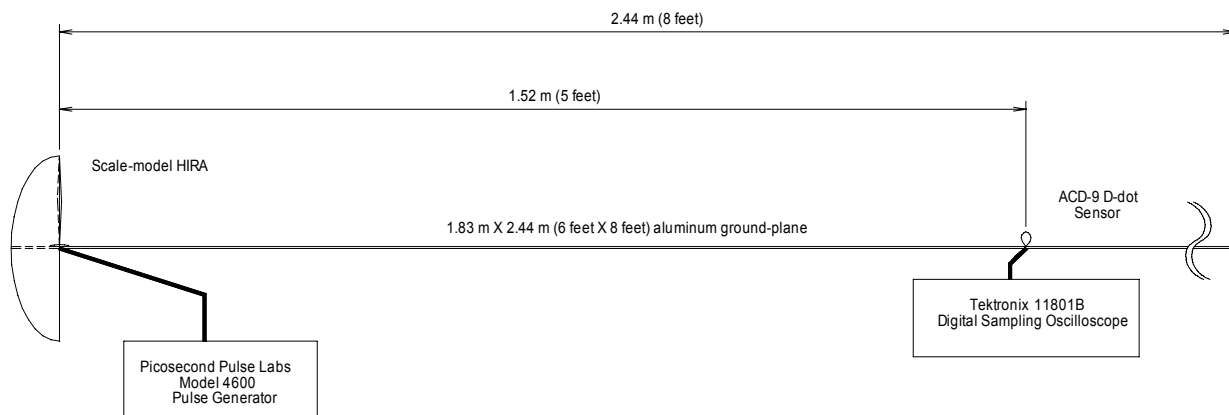 2.44 m (8 feet)
1.52 m (5 feet)
Scale-model HIRA
ACD-9 D-dot
Sensor
1.83 m X 2.44 m (6 feet X 8 feet) aluminum ground-plane
Tektronix 11801B
Digital Sampling Oscilloscope
Picosecond Pulse Labs
Model 4600
Pulse Generator